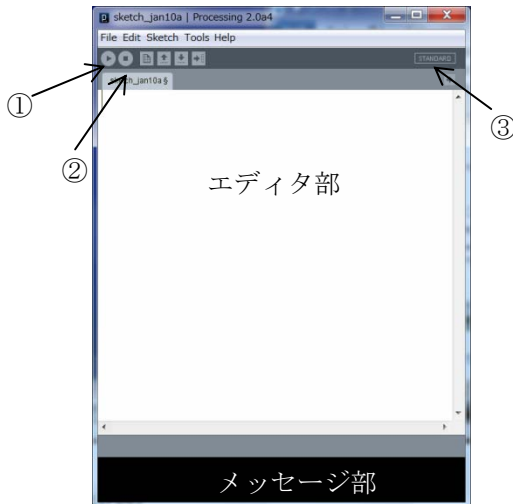 sketch_jan10a | Processing 2.0a4
File Edit Sketch Tools Help
STANDARD
sketch_jan10a §
①
②
③
エディタ部
メッセージ部